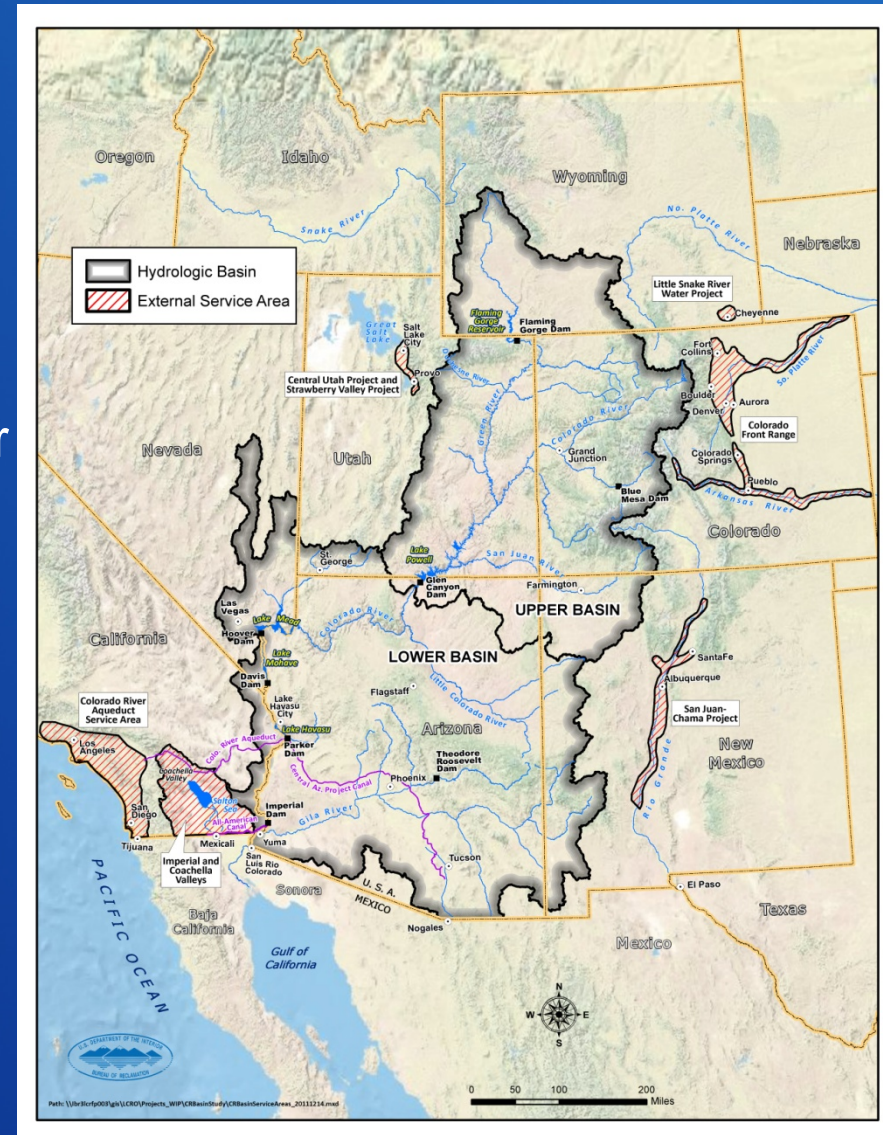 r
Oregon
Idaho
Wyoming
Snake River
No. Platte River
Nebraska
Hydrologic Basin
External Service Area
Little Snake River
Water Project
Cheyenne
Flaming
Gorge
Reservoir
Flaming
Gorge Dam
Great
Salt
Lake
Salt
Lake
City
Provo
Central Utah Project and
Strawberry Valley Project
Green River
Colorado River
Fort
Collins
So. Platte River
Boulder
Denver
Aurora
Colorado
Front Range
Grand
Junction
Colorado
Springs
Pueblo
Blue
Mesa Dam
Arkansas River
Colorado
Nevada
Utah
St.
George
Lake
Powell
San Juan River
Glen
Canyon
Dam
Farmington
UPPER BASIN
Las
Vegas
Lake Mead
Hoover
Dam
Colorado River
California
Lake
Mohave
LOWER BASIN
Davis
Dam
Flagstaff
Little Colorado River
SantaFe
Albuquerque
San Juan-
Chama Project
New
Mexico
Rio Grande
Colorado River
Aqueduct
Service Area
Lake
Havasu
City
Lake Havasu
Arizona
Los
Angeles
Colo. River Aqueduct
Parker
Dam
Theodore
Roosevelt
Dam
Central Az. Project Canal
Phoenix
Coachella
Valley
Salton
Sea
San
Diego
All-American
Canal
Imperial
Dam
Gila River
Tijuana
Mexicali
Yuma
Tucson
San
Luis Rio
Colorado
Imperial and
Coachella
Valleys
Sonora
U. S. A.
MEXICO
El Paso
Texas
Baja
California
Nogales
Mexico
PACIFIC OCEAN
Gulf of
California
N
W
E
S
U.S. DEPARTMENT OF THE INTERIOR
BUREAU OF RECLAMATION
0 50 100 200
Miles